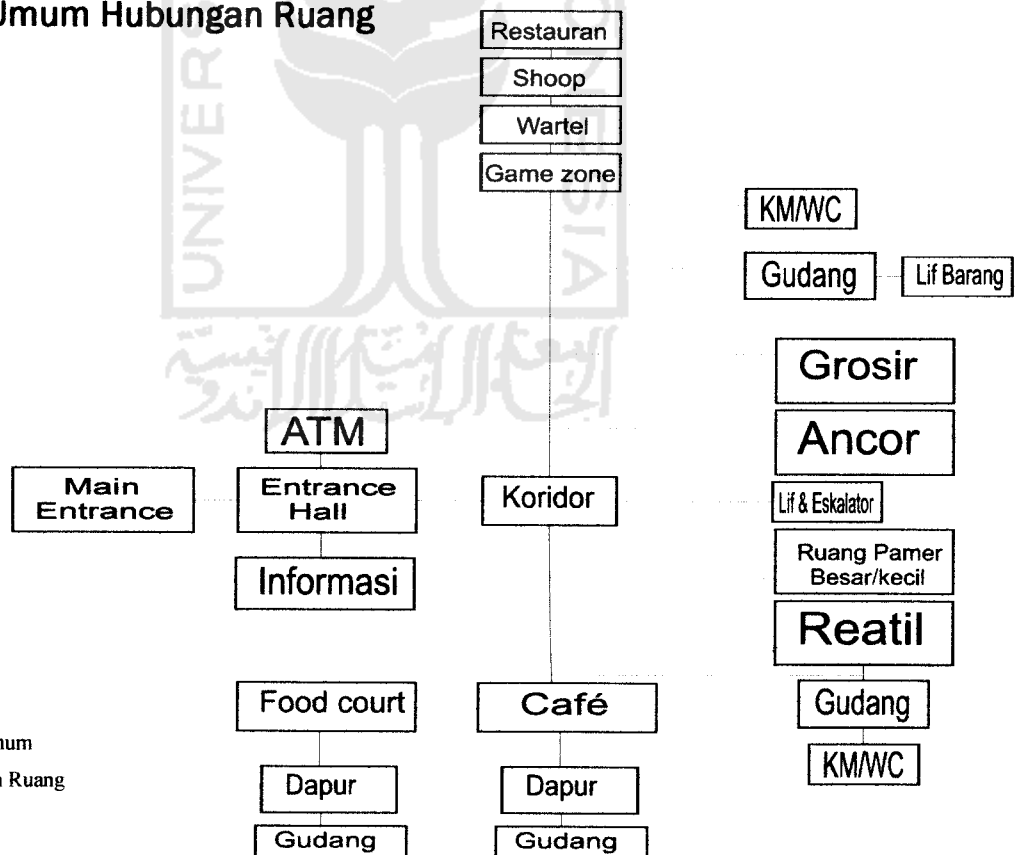 Umum Hubungan Ruang
Restauran
Shoop
Wartel
Game zone
KM/WC
Gudang
Lif Barang
Grosir
Ancor
ATM
Main
Entrance
Entrance
Hall
Koridor
Lif & Eskalator
Informasi
Ruang Pamer
Besar/kecil
Reatil
Food court
Café
Gudang
KM/WC
Dapur
Dapur
Gudang
Gudang
num
Ruang